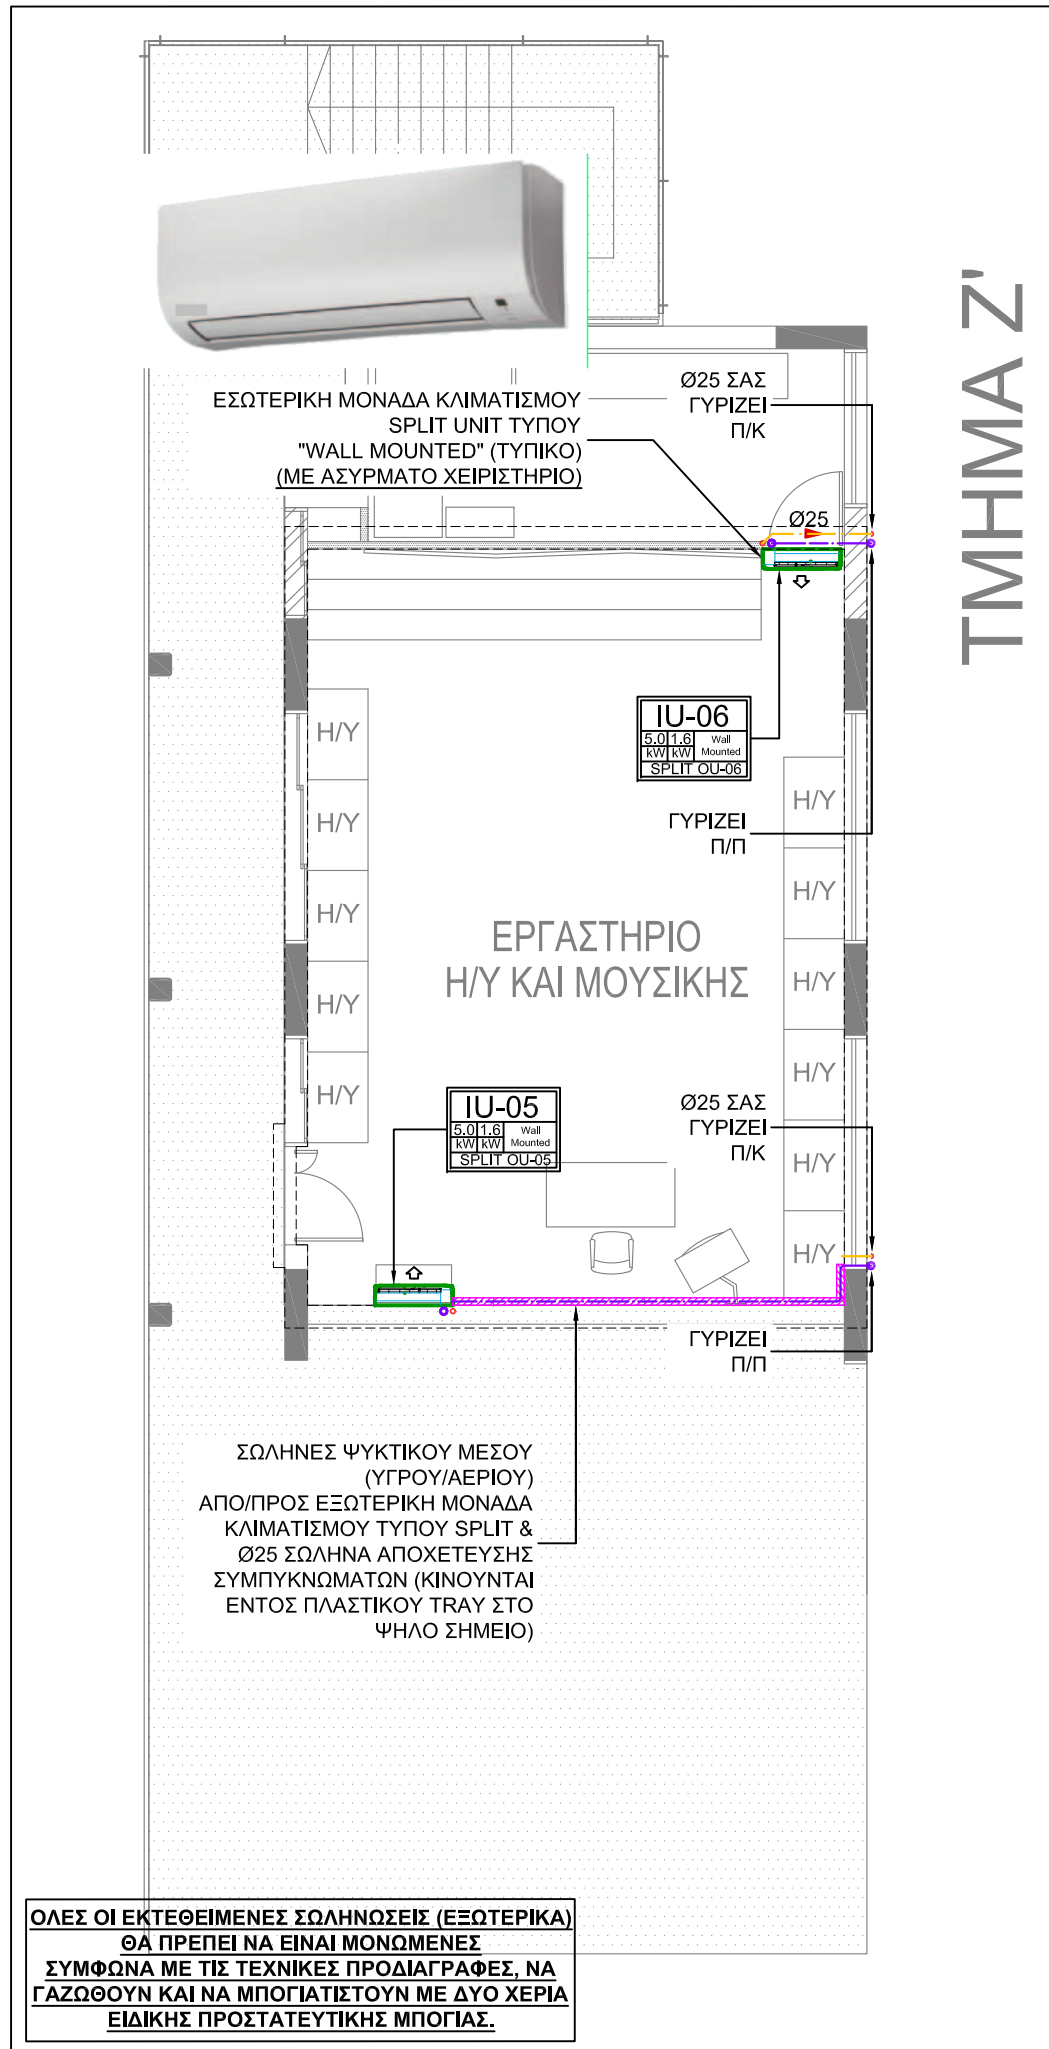 ΤΜΗΜΑ Ζ'
ΕΣΩΤΕΡΙΚΗ ΜΟΝΑΔΑ ΚΛΙΜΑΤΙΣΜΟΥ
SPLIT UNIT ΤΥΠΟΥ
"WALL MOUNTED" (ΤΥΠΙΚΟ)
(ΜΕ ΑΣΥΡΜΑΤΟ ΧΕΙΡΙΣΤΗΡΙΟ)
Ø25 ΣΑΣ
ΓΥΡΙΖΕΙ
Π/Κ
Ø25
IU-06
5.0 1.6 Wall
kW kW Mounted
SPLIT OU-06
ΓΥΡΙΖΕΙ
Π/Π
Η/Υ
Η/Υ
Η/Υ
Η/Υ
Η/Υ
ΕΡΓΑΣΤΗΡΙΟ
Η/Υ ΚΑΙ ΜΟΥΣΙΚΗΣ
Η/Υ
Η/Υ
Η/Υ
Η/Υ
Η/Υ
Η/Υ
IU-05
5.0 1.6 Wall
kW kW Mounted
SPLIT OU-05
Ø25 ΣΑΣ
ΓΥΡΙΖΕΙ
Π/Κ
ΓΥΡΙΖΕΙ
Π/Π
ΣΩΛΗΝΕΣ ΨΥΚΤΙΚΟΥ ΜΕΣΟΥ
(ΥΓΡΟΥ/ΑΕΡΙΟΥ)
ΑΠΟ/ΠΡΟΣ ΕΞΩΤΕΡΙΚΗ ΜΟΝΑΔΑ
ΚΛΙΜΑΤΙΣΜΟΥ ΤΥΠΟΥ SPLIT &
Ø25 ΣΩΛΗΝΑ ΑΠΟΧΕΤΕΥΣΗΣ
ΣΥΜΠΥΚΝΩΜΑΤΩΝ (ΚΙΝΟΥΝΤΑΙ
ΕΝΤΟΣ ΠΛΑΣΤΙΚΟΥ TRAY ΣΤΟ
ΨΗΛΟ ΣΗΜΕΙΟ)
ΟΛΕΣ ΟΙ ΕΚΤΕΘΕΙΜΕΝΕΣ ΣΩΛΗΝΩΣΕΙΣ (ΕΞΩΤΕΡΙΚΑ)
ΘΑ ΠΡΕΠΕΙ ΝΑ ΕΙΝΑΙ ΜΟΝΩΜΕΝΕΣ
ΣΥΜΦΩΝΑ ΜΕ ΤΙΣ ΤΕΧΝΙΚΕΣ ΠΡΟΔΙΑΓΡΑΦΕΣ, ΝΑ
ΓΑΖΩΘΟΥΝ ΚΑΙ ΝΑ ΜΠΟΓΙΑΤΙΣΤΟΥΝ ΜΕ ΔΥΟ ΧΕΡΙΑ
ΕΙΔΙΚΗΣ ΠΡΟΣΤΑΤΕΥΤΙΚΗΣ ΜΠΟΓΙΑΣ.